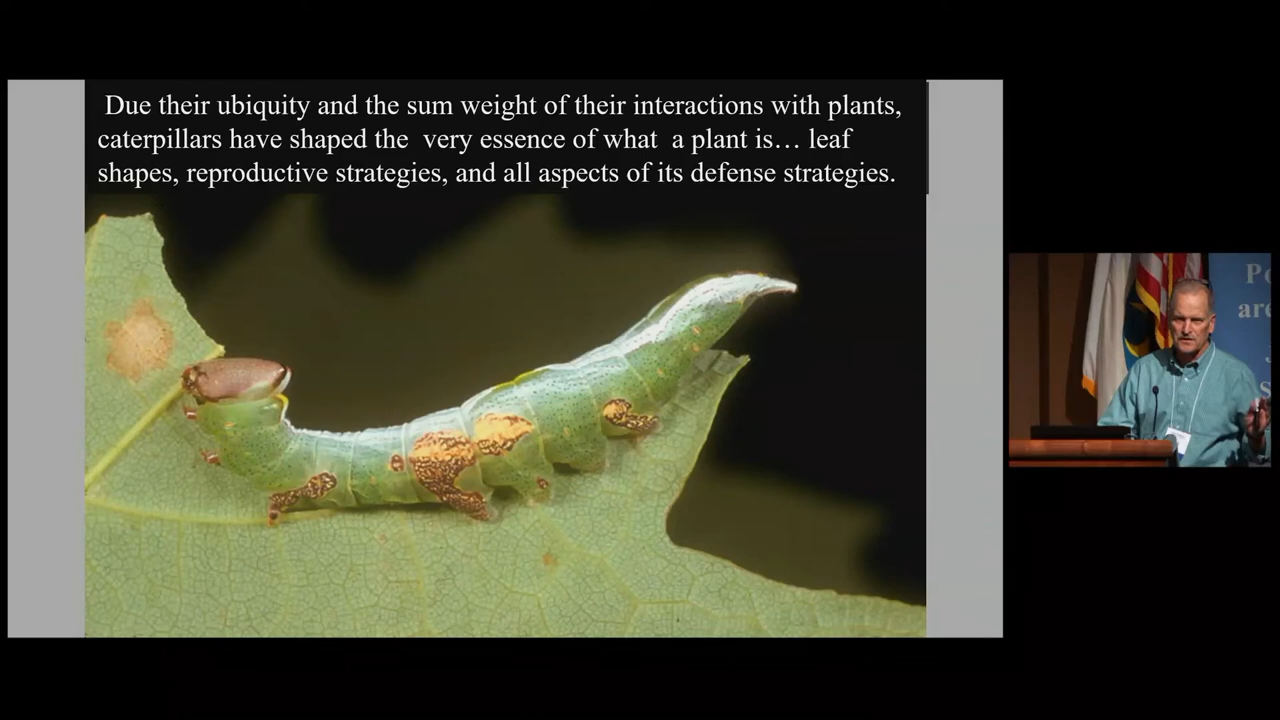 Due their ubiquity and the sum weight of their interactions with plants,
caterpillars have shaped the very essence of what a plant is... leaf
shapes, reproductive strategies, and all aspects of its defense strategies.
are